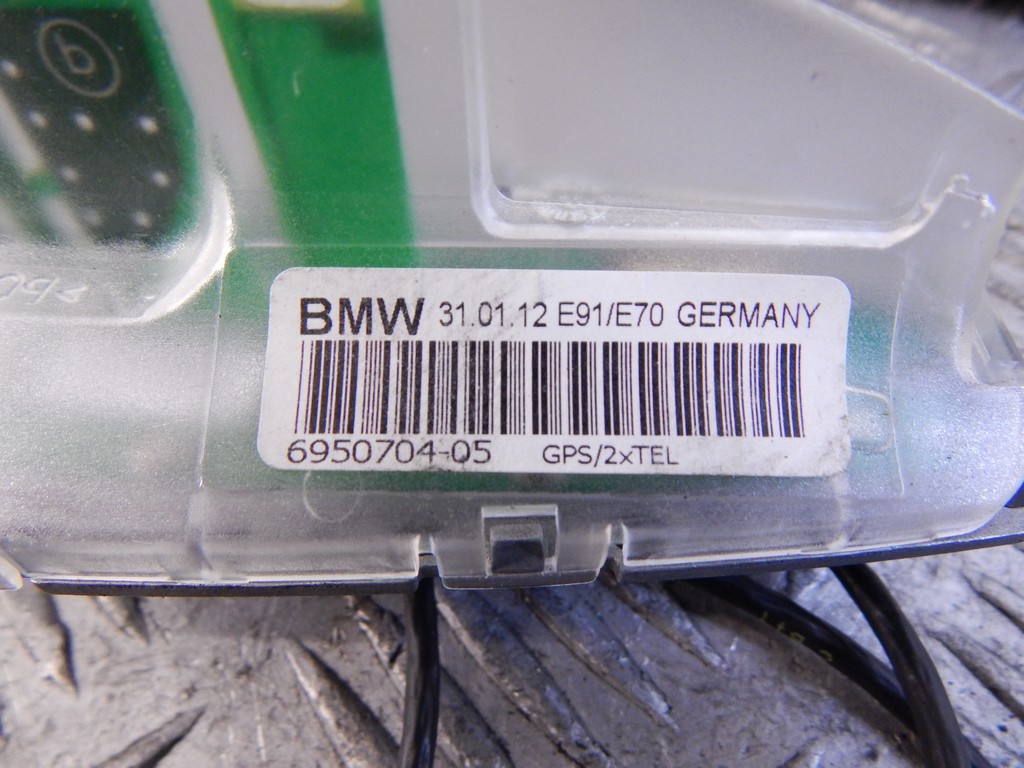 BMW 31.01.12 E91/E70 GERMANY
6950704-05 GPS/2xTEL